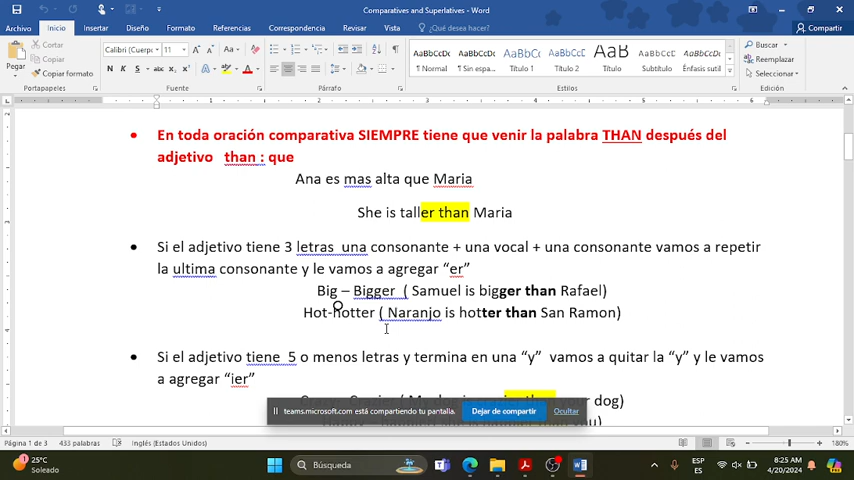 Comparatives and Superlatives - Word
Archivo Inicio Insertar Diseño Formato Referencias Correspondencia Revisar Vista ¿Qué desea hacer? Compartir
Pegar
Cortar
Copiar
Copiar formato
Portapapeles
Calibri (Cuerpo) 11
N K S abc x₂ x²
Fuente
Párrafo
AaBbCcDc AaBbCcDc AaBbCc AaBbCcD AaB AaBbCcD AaBbCcDc
¶ Normal ¶ Sin espa... Título 1 Título 2 Título Subtítulo Énfasis sutil
Estilos
Buscar
Reemplazar
Seleccionar
Edición
• En toda oración comparativa SIEMPRE tiene que venir la palabra THAN después del
adjetivo than : que
Ana es mas alta que Maria
She is taller than Maria
• Si el adjetivo tiene 3 letras una consonante + una vocal + una consonante vamos a repetir
la ultima consonante y le vamos a agregar “er”
Big – Bigger ( Samuel is bigger than Rafael)
Hot-hotter ( Naranjo is hotter than San Ramon)
• Si el adjetivo tiene 5 o menos letras y termina en una “y” vamos a quitar la “y” y le vamos
a agregar “ier”
dog)
teams.microsoft.com está compartiendo tu pantalla. Dejar de compartir Ocultar
Página 1 de 3 433 palabras Inglés (Estados Unidos) 180%
25°C
Soleado
Búsqueda
ESP
ES
8:25 AM
4/20/2024